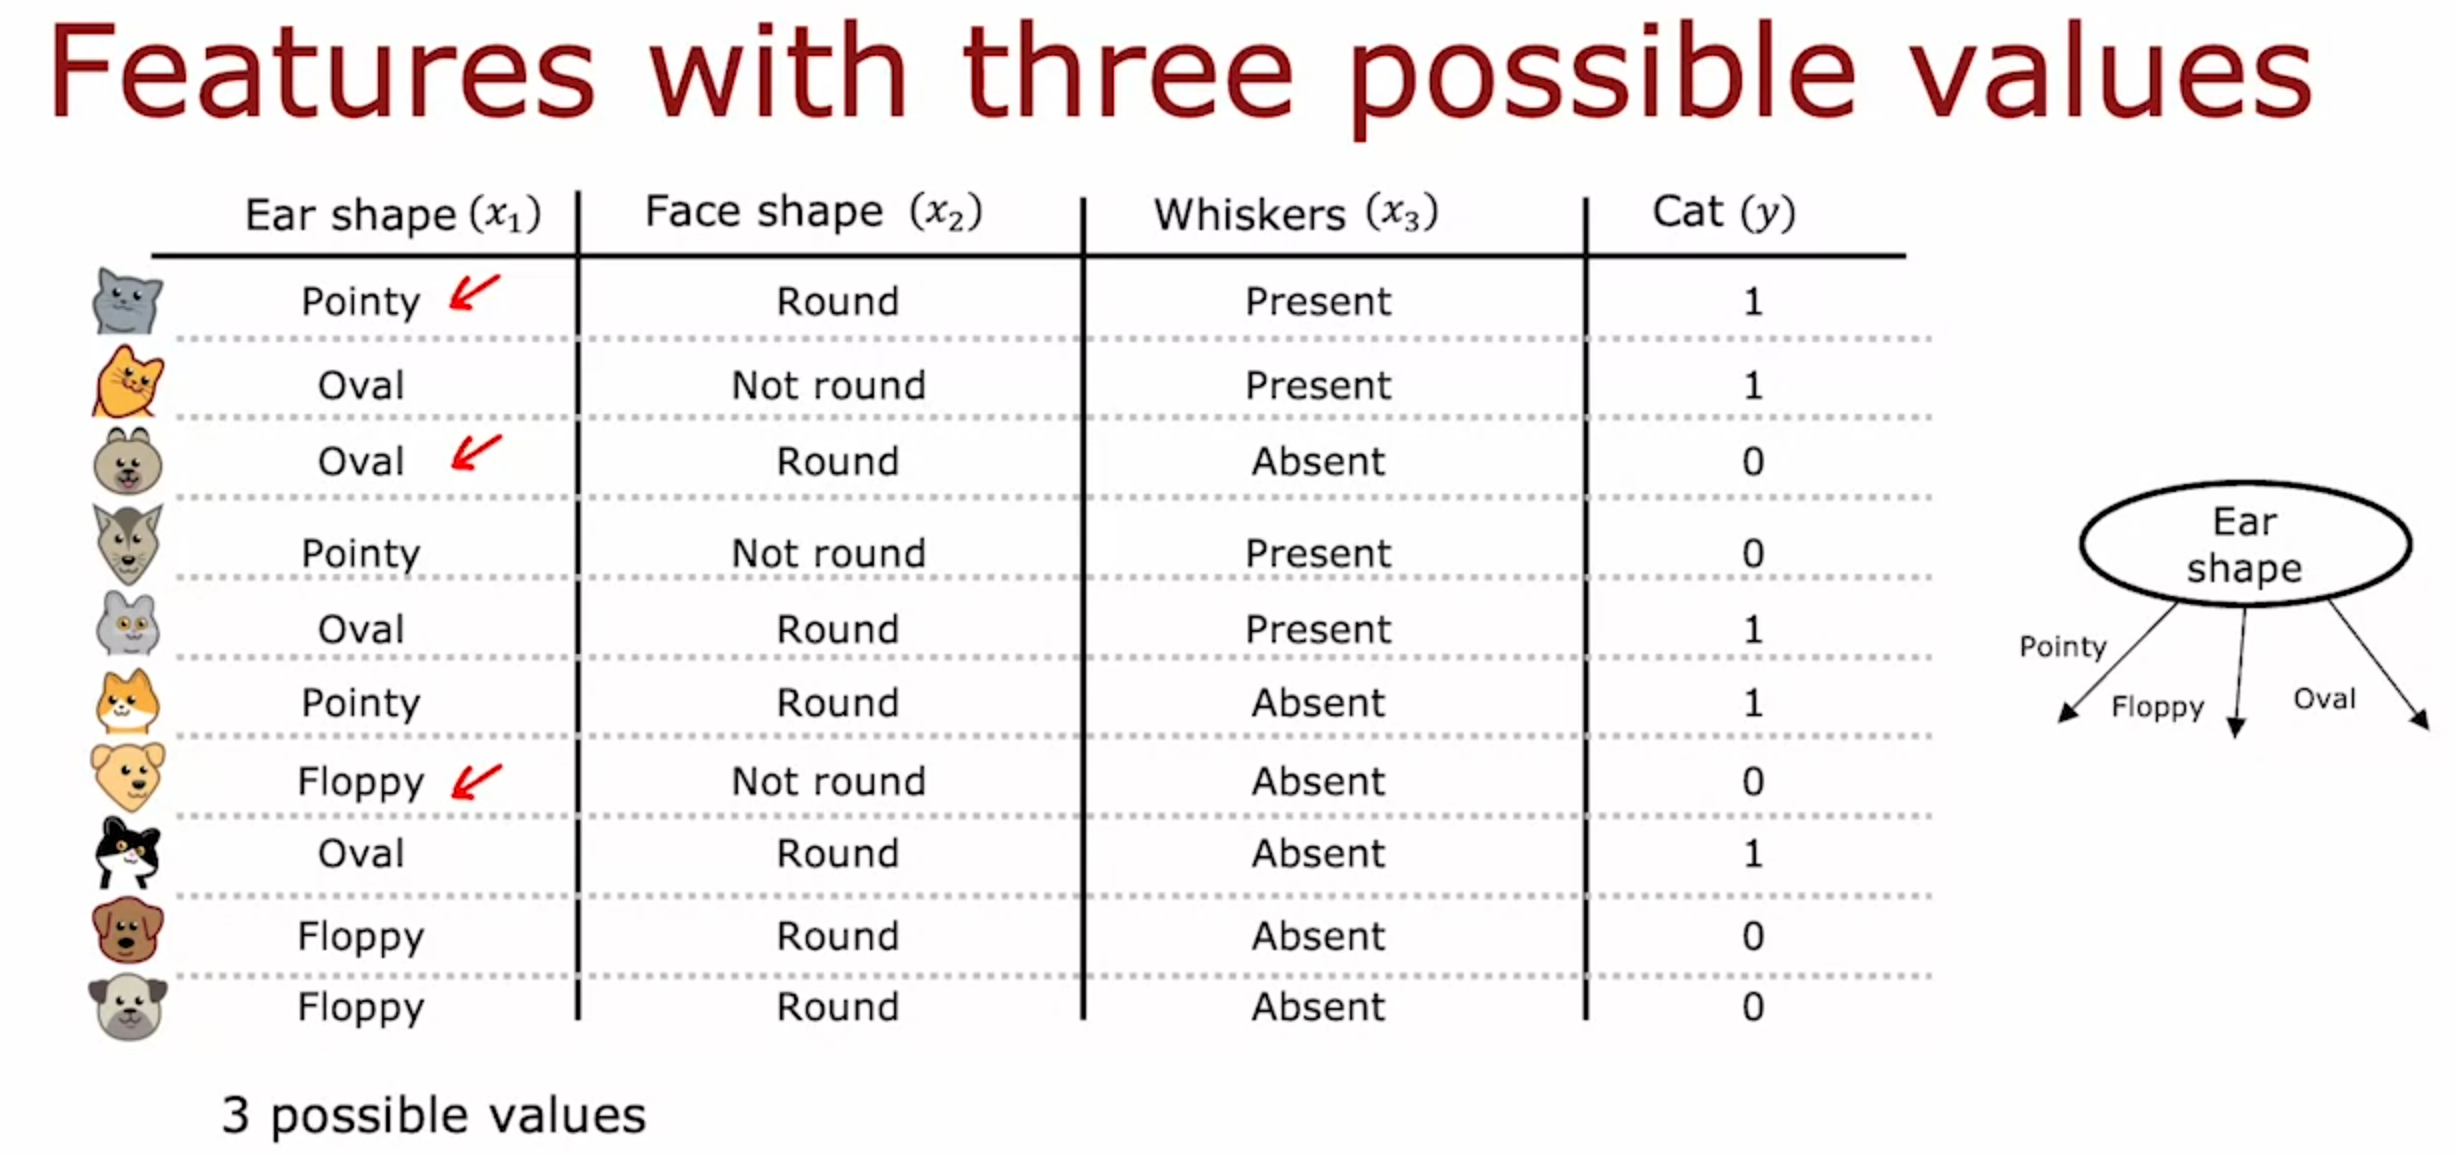 Features with three possible values
Ear shape (x₁) Face shape (x₂) Whiskers (x₃) Cat (y)
Pointy Round Present 1
Oval Not round Present 1
Oval Round Absent 0
Pointy Not round Present 0
Oval Round Present 1
Pointy Round Absent 1
Floppy Not round Absent 0
Oval Round Absent 1
Floppy Round Absent 0
Floppy Round Absent 0
3 possible values
Ear
shape
Pointy
Floppy
Oval